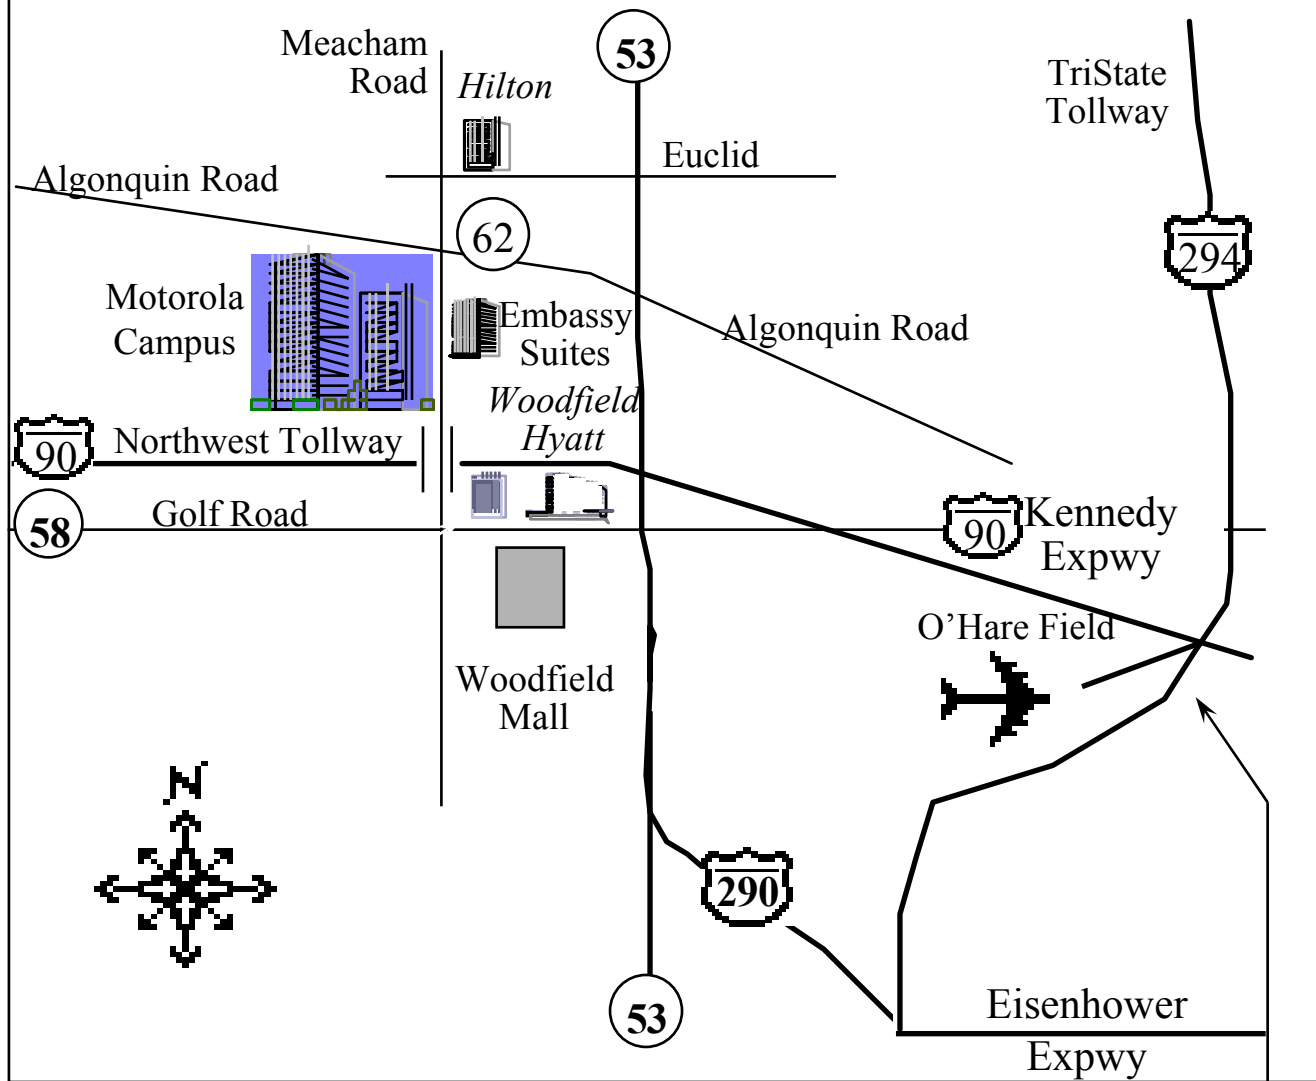 Meacham
Road
Hilton
53
TriState
Tollway
Euclid
Algonquin Road
62
294
Motorola
Campus
Embassy
Suites
Algonquin Road
Woodfield
Hyatt
90
Northwest Tollway
58
Golf Road
90
Kennedy
Expwy
O’Hare Field
Woodfield
Mall
N
290
53
Eisenhower
Expwy